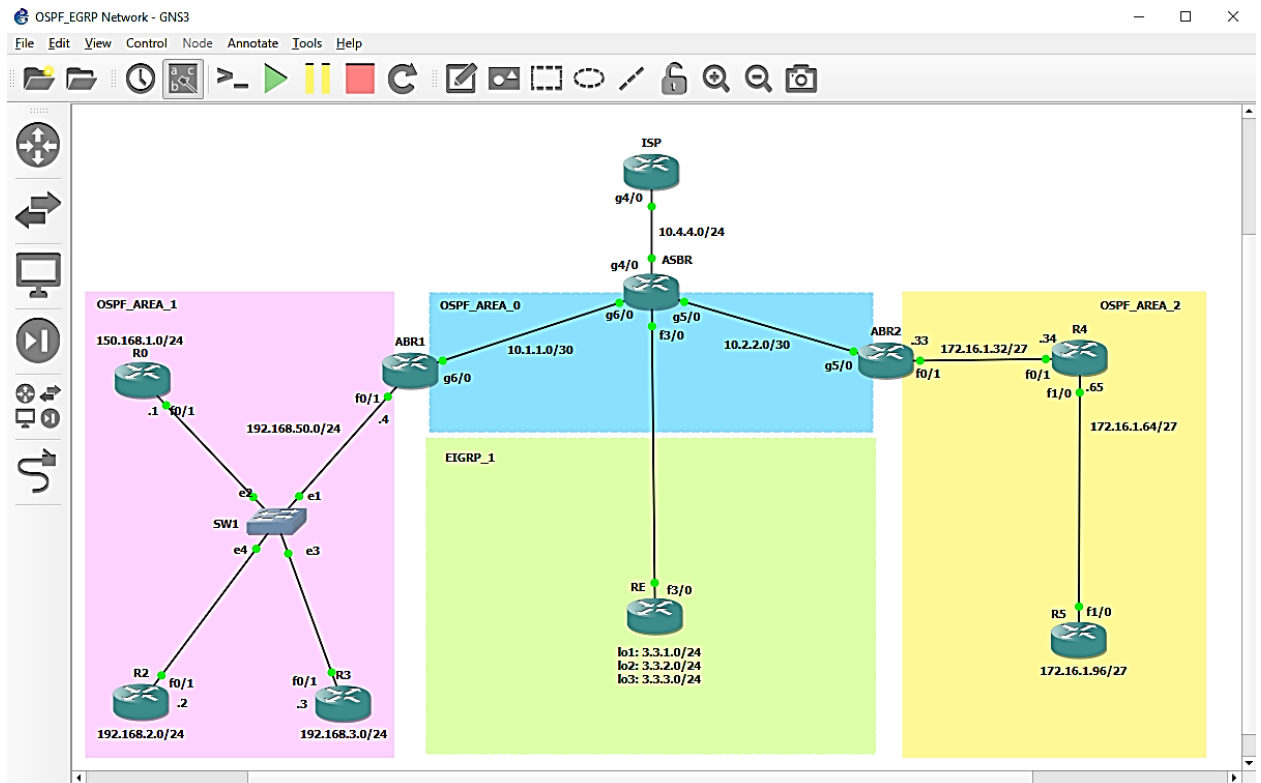 OSPF_EGRP Network - GNS3
File Edit View Control Node Annotate Tools Help
ISP
g4/0
10.4.4.0/24
g4/0
ASBR
OSPF_AREA_1
OSPF_AREA_0
OSPF_AREA_2
g6/0
g5/0
f3/0
150.168.1.0/24
R0
ABR1
10.1.1.0/30
10.2.2.0/30
ABR2
.33
172.16.1.32/27
.34
R4
g6/0
g5/0
f0/1
f0/1
f1/0
.65
.1
f0/1
f0/1
.4
192.168.50.0/24
172.16.1.64/27
EIGRP_1
e2
e1
SW1
e4
e3
RE
f3/0
R5
f1/0
lo1: 3.3.1.0/24
lo2: 3.3.2.0/24
lo3: 3.3.3.0/24
172.16.1.96/27
R2
f0/1
.2
192.168.2.0/24
f0/1
R3
.3
192.168.3.0/24